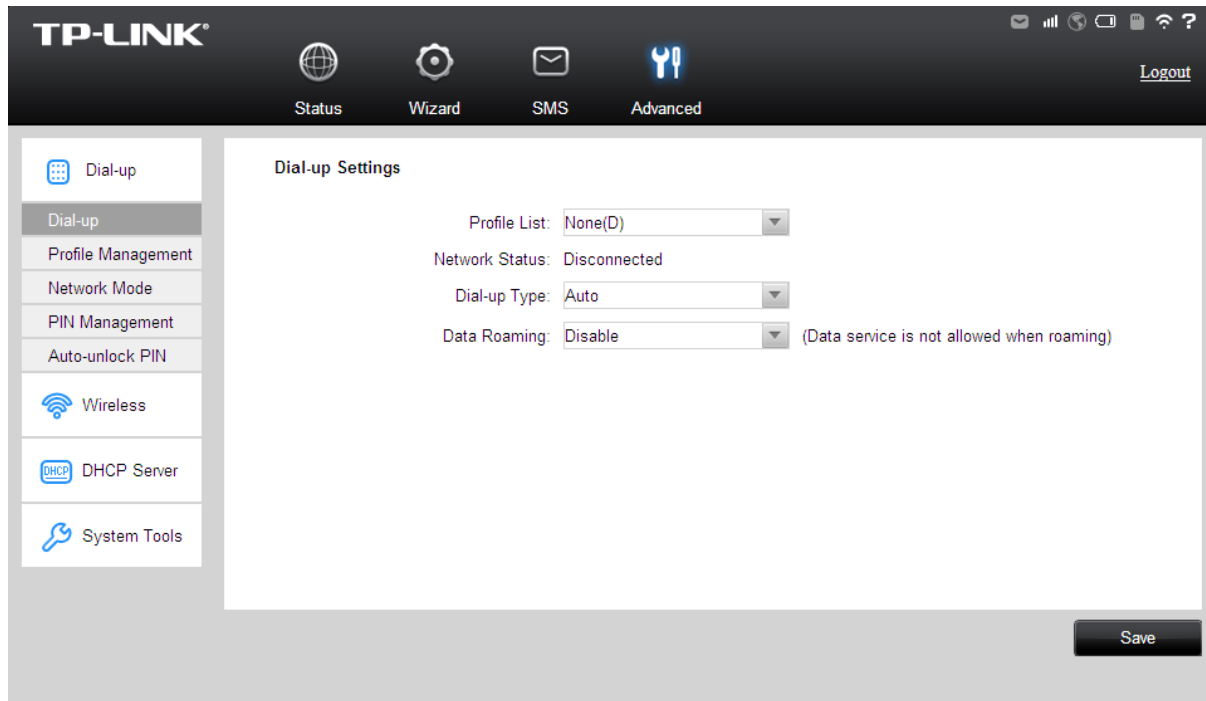 TP-LINK®
Logout
Status Wizard SMS Advanced
Dial-up
Dial-up
Profile Management
Network Mode
PIN Management
Auto-unlock PIN
Wireless
DHCP DHCP Server
System Tools
Dial-up Settings
Profile List: None(D)
Network Status: Disconnected
Dial-up Type: Auto
Data Roaming: Disable (Data service is not allowed when roaming)
Save